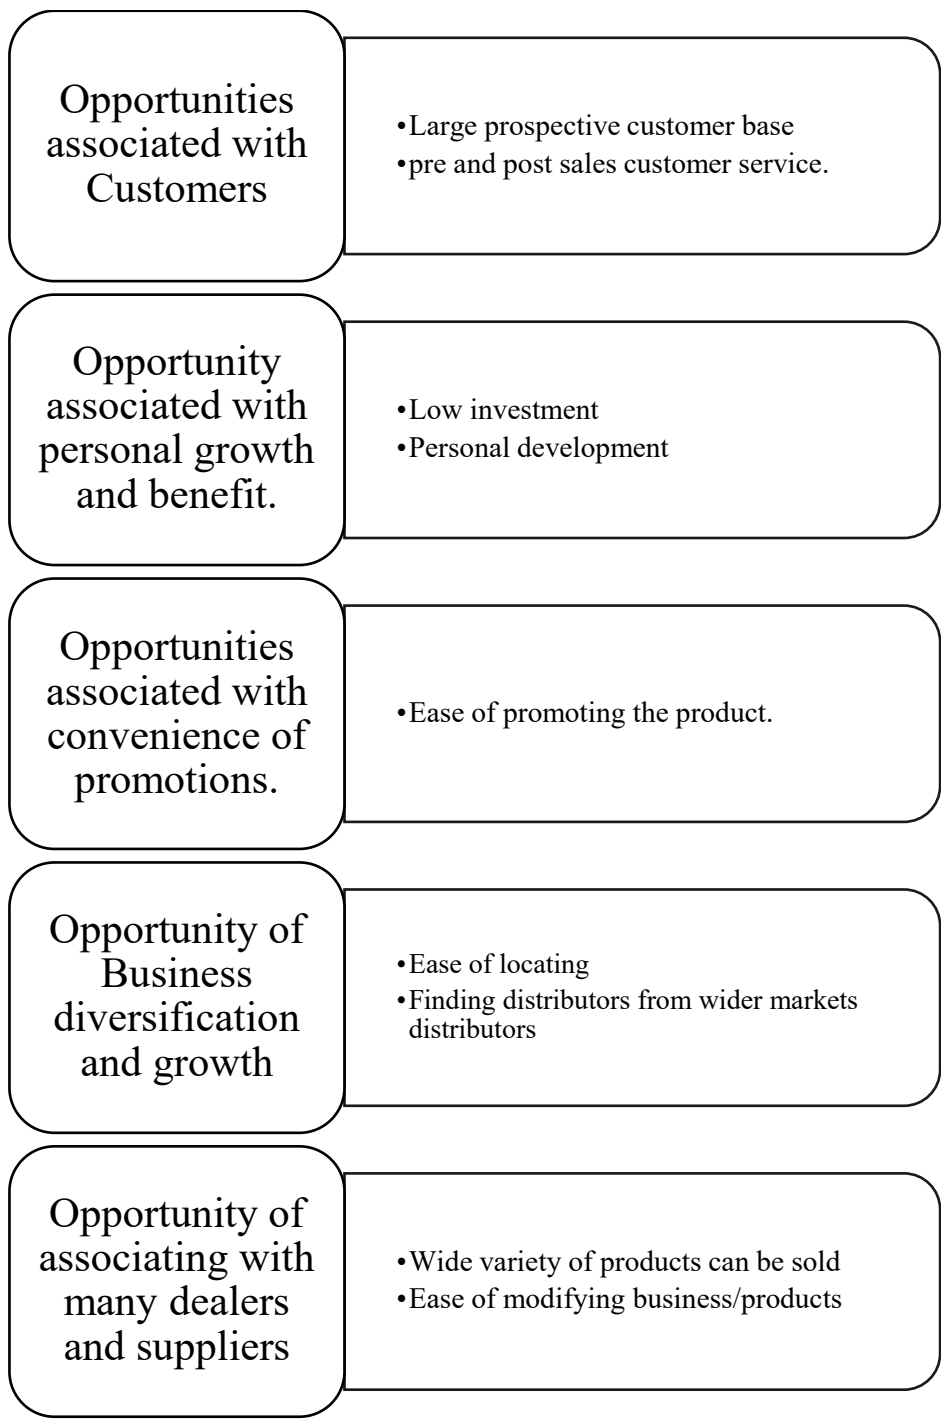 Opportunities
associated with
Customers
•Large prospective customer base
•pre and post sales customer service.
Opportunity
associated with
personal growth
and benefit.
•Low investment
•Personal development
Opportunities
associated with
convenience of
promotions.
•Ease of promoting the product.
Opportunity of
Business
diversification
and growth
•Ease of locating
•Finding distributors from wider markets
distributors
Opportunity of
associating with
many dealers
and suppliers
•Wide variety of products can be sold
•Ease of modifying business/products